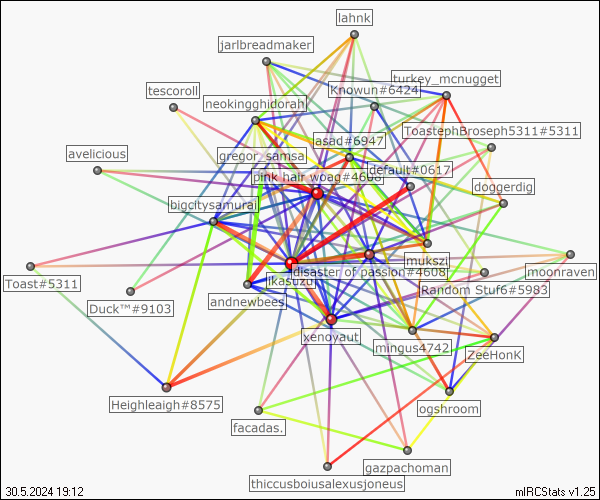 lahnk
jarlbreadmaker
turkey_mcnugget
tescoroll
Knowun#6424
neokingghidorah
ToastephBroseph5311#5311
asad#6947
avelicious
gregor_samsa
default#0617
pink hair woag#4608
doggerdig
bigcitysamurai
mukszi
disaster of passion#4608
moonraven
Toast#5311
ikasuzu
Random Stuf6#5983
Duck™#9103
andnewbees
xenoyaut
mingus4742
ZeeHonK
Heighleaigh#8575
ogshroom
facadas.
gazpachoman
thiccusboiusalexusjoneus
30.5.2024 19:12
mIRCStats v1.25